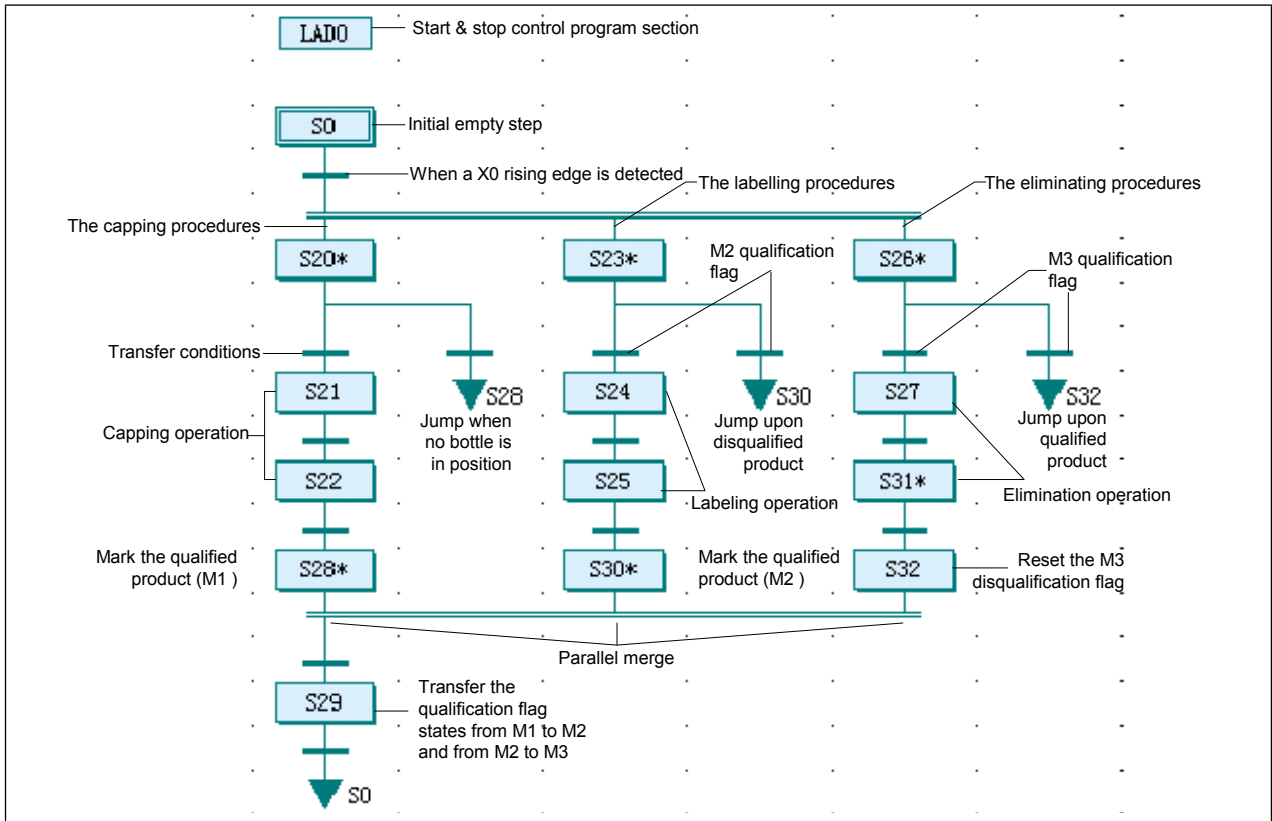 LAD0
Start & stop control program section
S0
Initial empty step
When a X0 rising edge is detected
The labelling procedures
The eliminating procedures
The capping procedures
S20*
S23*
S26*
M2 qualification
flag
M3 qualification
flag
Transfer conditions
S21
S28
S24
S30
S27
S32
Jump when
no bottle is
in position
Jump upon
disqualified
product
Jump upon
qualified
product
Capping operation
S22
S25
S31*
Labeling operation
Elimination operation
Mark the qualified
product (M1 )
S28*
S30*
Mark the qualified
product (M2 )
S32
Reset the M3
disqualification flag
Parallel merge
S29
Transfer the
qualification flag
states from M1 to M2
and from M2 to M3
S0